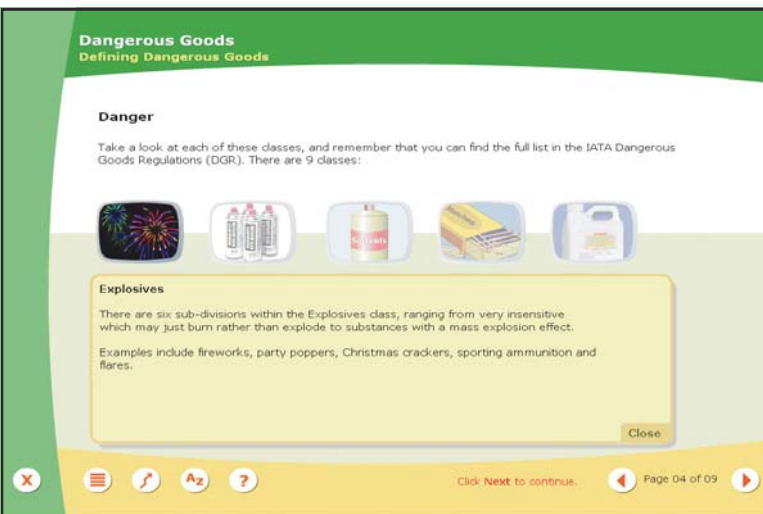 Dangerous Goods
Defining Dangerous Goods
Danger
Take a look at each of these classes, and remember that you can find the full list in the IATA Dangerous
Goods Regulations (DGR). There are 9 classes:
Solvents
Matches
Explosives
There are six sub-divisions within the Explosives class, ranging from very insensitive
which may just burn rather than explode to substances with a mass explosion effect.
Examples include fireworks, party poppers, Christmas crackers, sporting ammunition and
flares.
Close
X
AZ
?
Click Next to continue.
Page 04 of 09